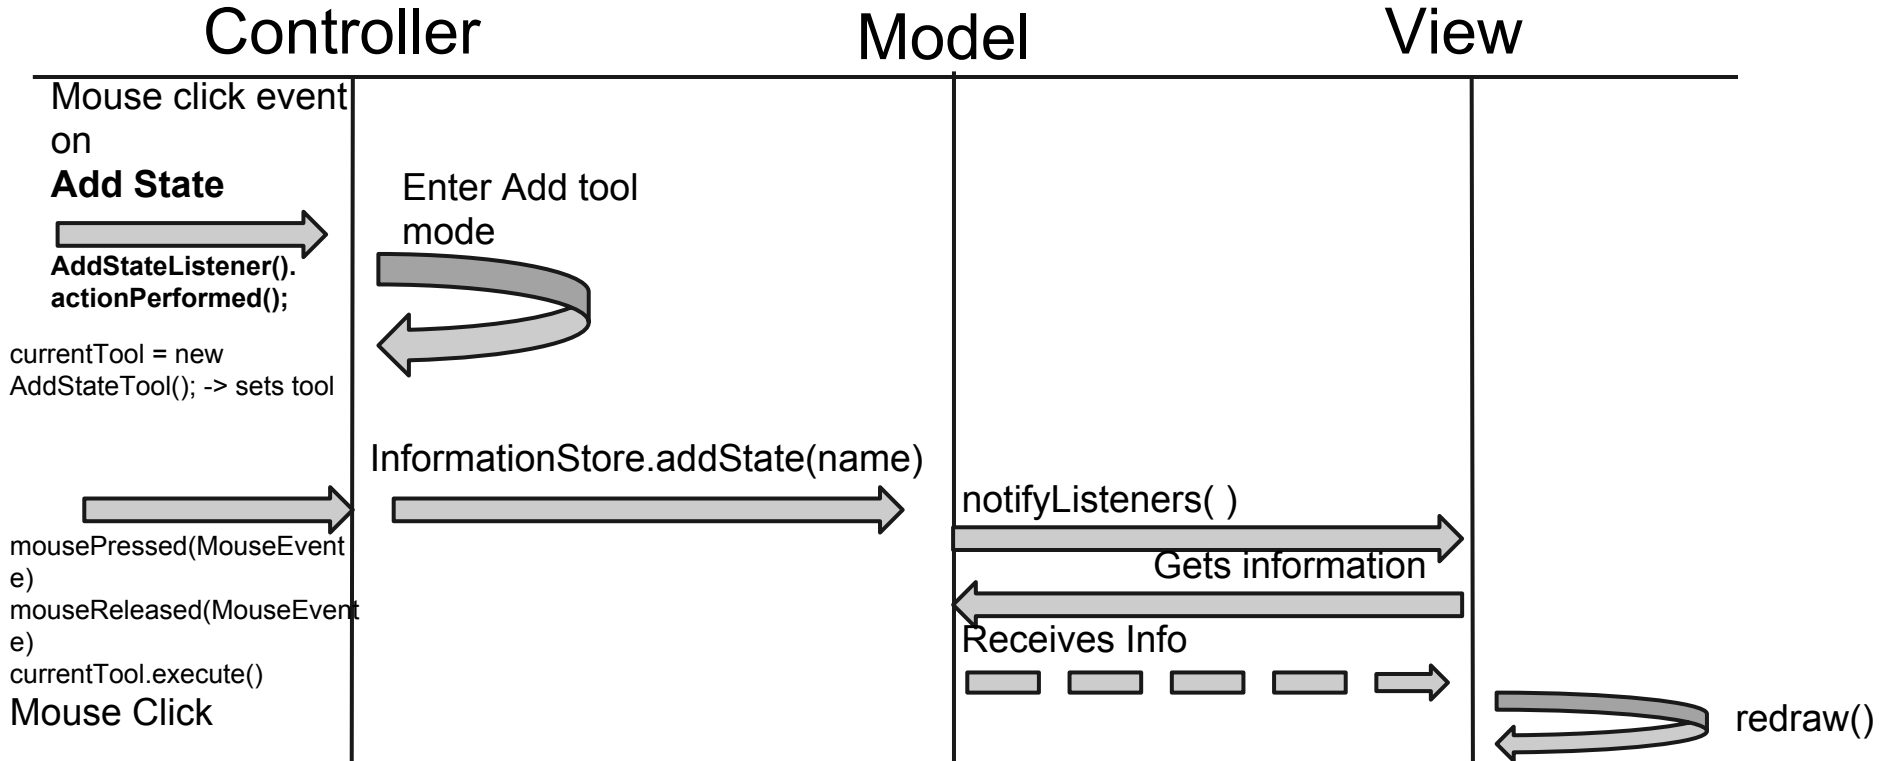 Controller
Model
View
Mouse click event
on
Add State
AddStateListener().
actionPerformed();
currentTool = new
AddStateTool(); -> sets tool
Enter Add tool
mode
InformationStore.addState(name)
mousePressed(MouseEvent
e)
mouseReleased(MouseEvent
e)
currentTool.execute()
Mouse Click
notifyListeners( )
Gets information
Receives Info
redraw()